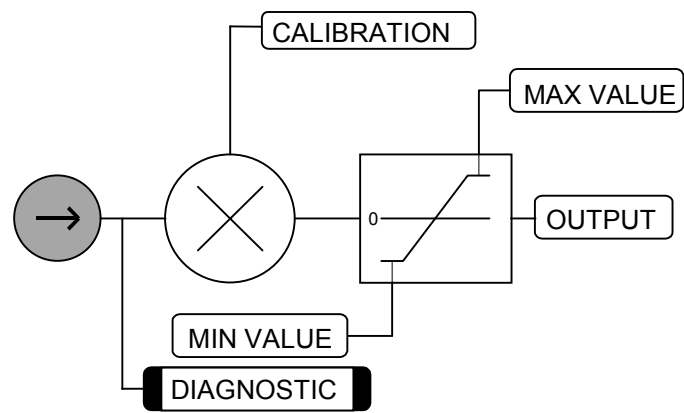 CALIBRATION
MAX VALUE
0
OUTPUT
MIN VALUE
DIAGNOSTIC